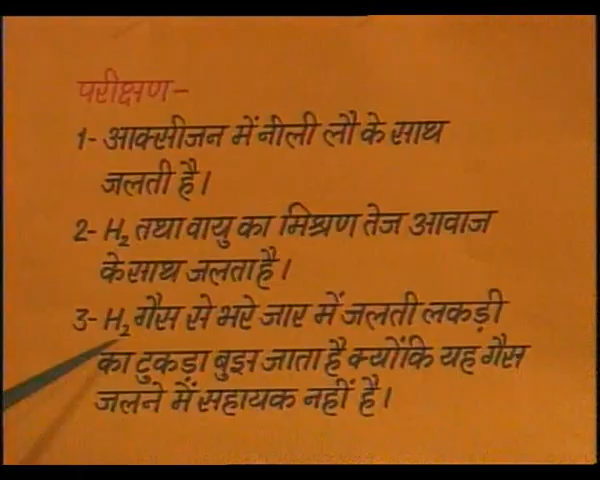 परीक्षण-
1- आक्सीजन में नीली लौ के साथ
जलती है।
2- H₂ तथा वायु का मिश्रण तेज आवाज
के साथ जलता है।
3- H₂ गैस से भरे जार में जलती लकड़ी
का टुकड़ा बुझ जाता है क्योंकि यह गैस
जलने में सहायक नहीं है।